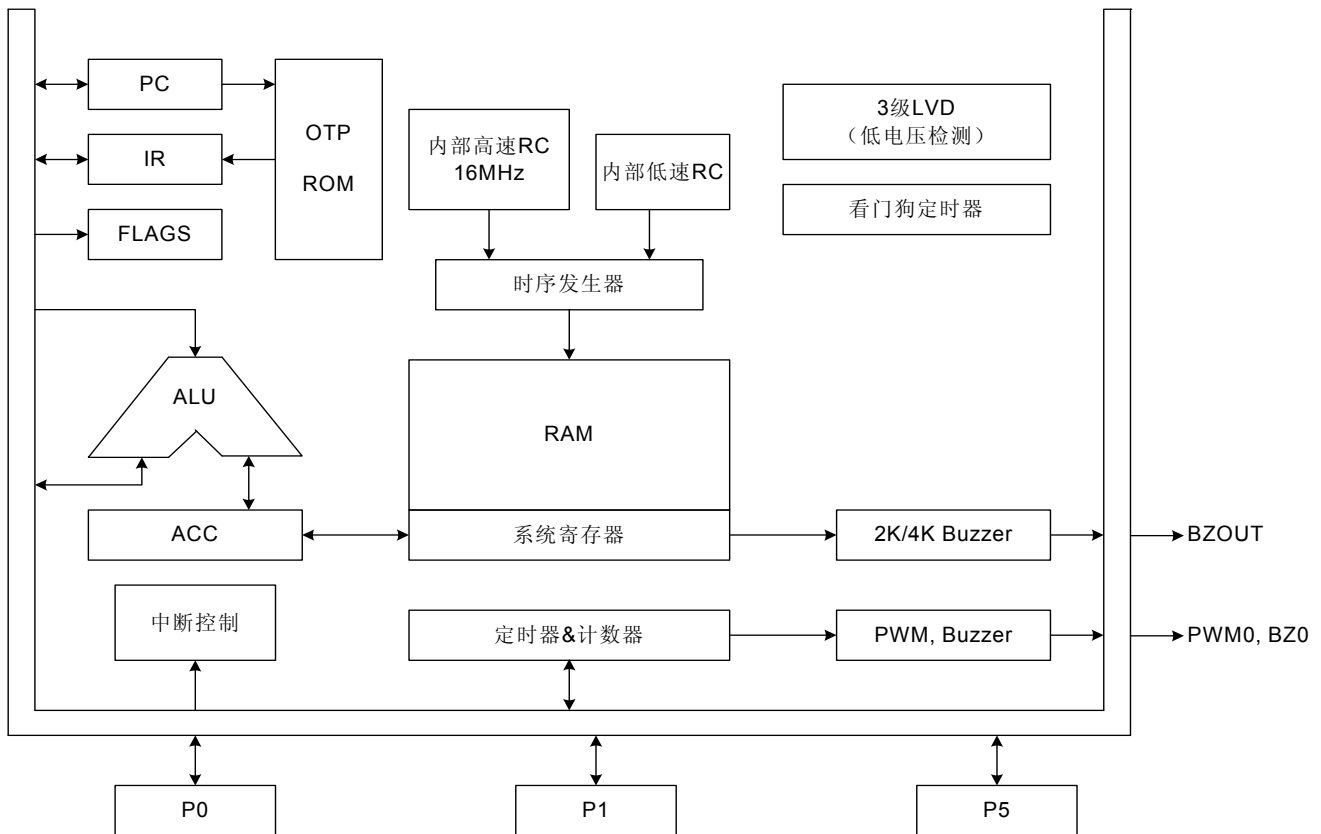 PC
OTP
ROM
IR
FLAGS
内部高速RC
16MHz
内部低速RC
3级LVD
（低电压检测）
看门狗定时器
时序发生器
ALU
RAM
ACC
系统寄存器
2K/4K Buzzer
BZOUT
中断控制
定时器&计数器
PWM, Buzzer
PWM0, BZ0
P0
P1
P5